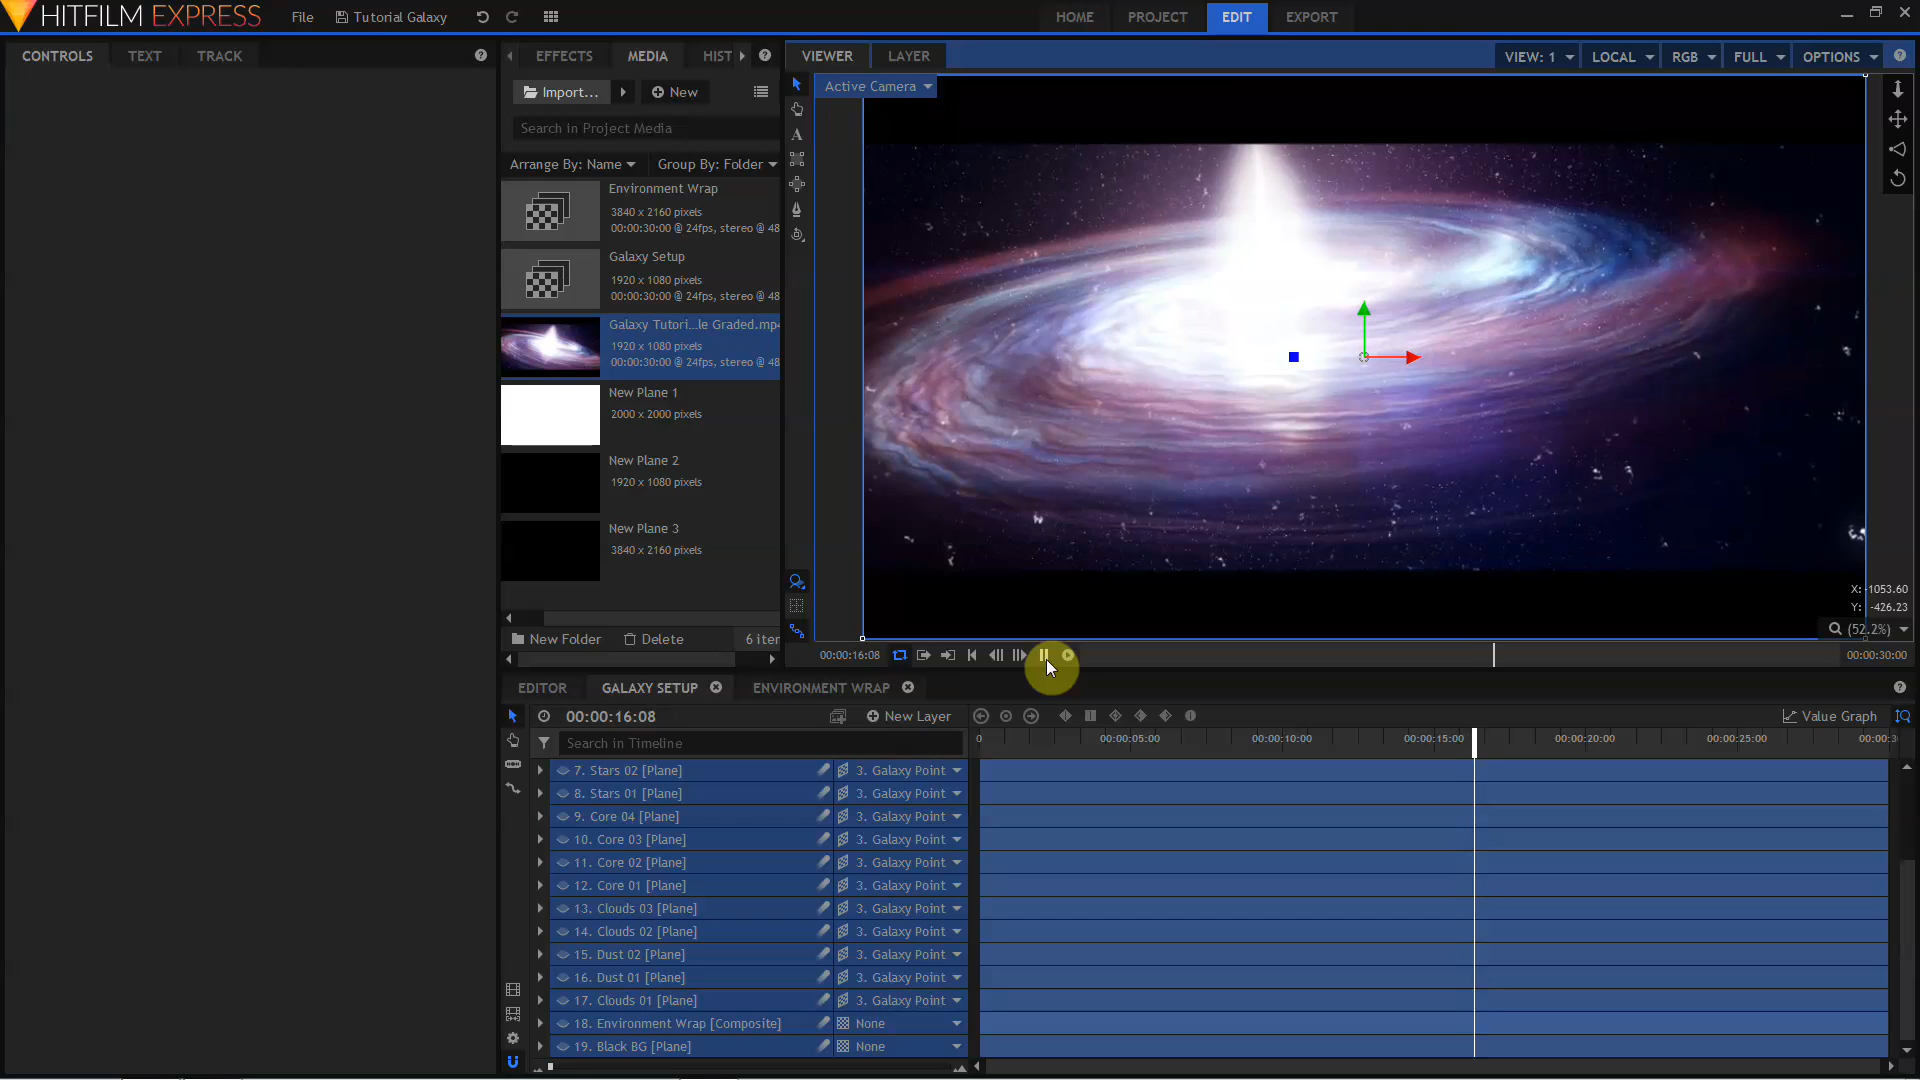 HITFILM EXPRESS
File
Tutorial Galaxy
HOME
PROJECT
EDIT
EXPORT
CONTROLS
TEXT
TRACK
EFFECTS
MEDIA
HIST
Import...
New
Search in Project Media
Arrange By: Name
Group By: Folder
Environment Wrap
3840 x 2160 pixels
00:00:30:00 @ 24fps, stereo @ 48
Galaxy Setup
1920 x 1080 pixels
00:00:30:00 @ 24fps, stereo @ 48
Galaxy Tutori...le Graded.mp4
1920 x 1080 pixels
00:00:30:00 @ 24fps, stereo @ 48
New Plane 1
2000 x 2000 pixels
New Plane 2
1920 x 1080 pixels
New Plane 3
3840 x 2160 pixels
New Folder
Delete
6 iten
VIEWER
LAYER
VIEW: 1
LOCAL
RGB
FULL
OPTIONS
Active Camera
X: -1053.60
Y: -426.23
(52.2%)
00:00:16:08
00:00:30:00
EDITOR
GALAXY SETUP
ENVIRONMENT WRAP
00:00:16:08
New Layer
Value Graph
Search in Timeline
0
00:00:05:00
00:00:10:00
00:00:15:00
00:00:20:00
00:00:25:00
00:00:3
7. Stars 02 [Plane]
3. Galaxy Point
8. Stars 01 [Plane]
3. Galaxy Point
9. Core 04 [Plane]
3. Galaxy Point
10. Core 03 [Plane]
3. Galaxy Point
11. Core 02 [Plane]
3. Galaxy Point
12. Core 01 [Plane]
3. Galaxy Point
13. Clouds 03 [Plane]
3. Galaxy Point
14. Clouds 02 [Plane]
3. Galaxy Point
15. Dust 02 [Plane]
3. Galaxy Point
16. Dust 01 [Plane]
3. Galaxy Point
17. Clouds 01 [Plane]
3. Galaxy Point
18. Environment Wrap [Composite]
None
19. Black BG [Plane]
None